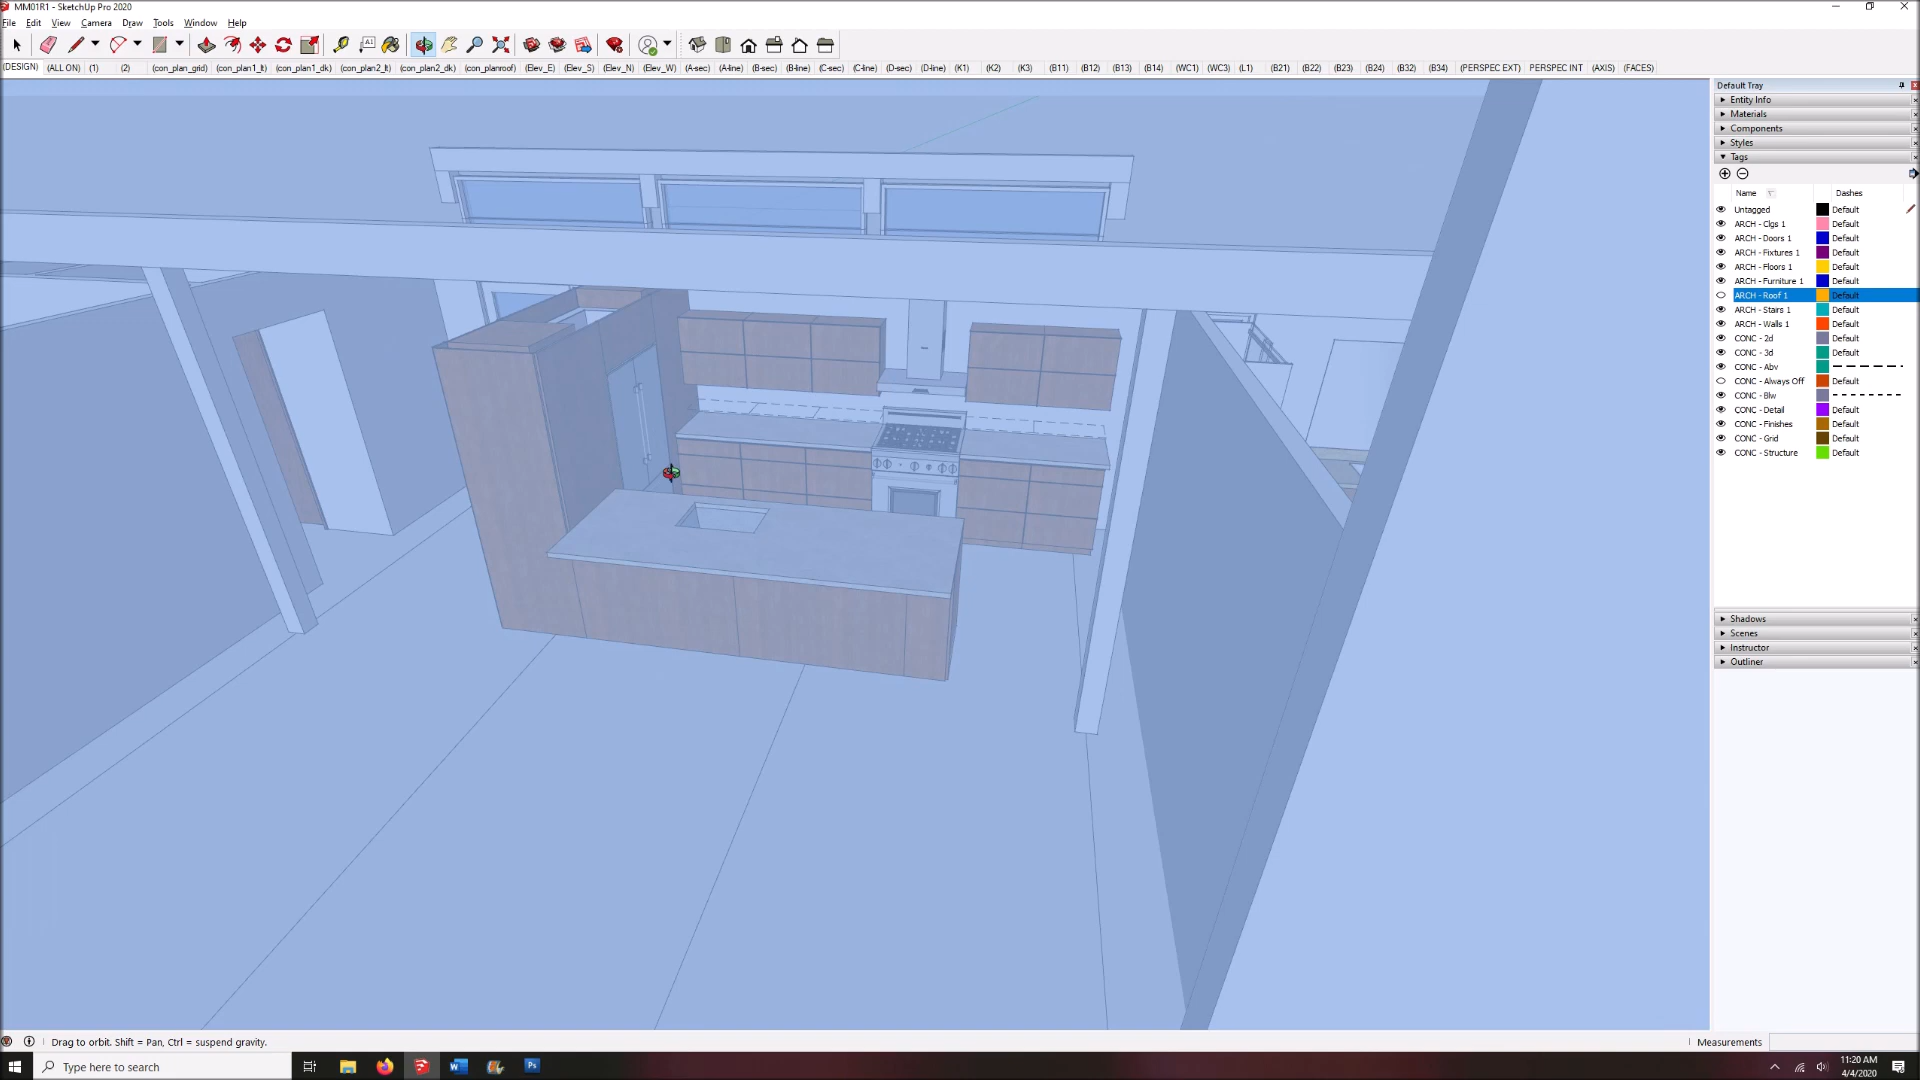 MM01R1 - SketchUp Pro 2020
File Edit View Camera Draw Tools Window Help
A1
(DESIGN) (ALL ON) (1) (2) (con_plan_grid) (con_plan1_lt) (con_plan1_dk) (con_plan2_lt) (con_plan2_dk) (con_planroof) (Elev_E) (Elev_S) (Elev_N) (Elev_W) (A-sec) (A-line) (B-sec) (B-line) (C-sec) (C-line) (D-sec) (D-line) (K1) (K2) (K3) (B11) (B12) (B13) (B14) (WC1) (WC3) (L1) (B21) (B22) (B23) (B24) (B32) (B34) (PERSPEC EXT) PERSPEC INT (AXIS) (FACES)
Default Tray
Entity Info
Materials
Components
Styles
Tags
Name Dashes
Untagged Default
ARCH - Clgs 1 Default
ARCH - Doors 1 Default
ARCH - Fixtures 1 Default
ARCH - Floors 1 Default
ARCH - Furniture 1 Default
ARCH - Roof 1 Default
ARCH - Stairs 1 Default
ARCH - Walls 1 Default
CONC - 2d Default
CONC - 3d Default
CONC - Abv
CONC - Always Off Default
CONC - Blw
CONC - Detail Default
CONC - Finishes Default
CONC - Grid Default
CONC - Structure Default
Shadows
Scenes
Instructor
Outliner
Drag to orbit. Shift = Pan, Ctrl = suspend gravity.
Measurements
Type here to search
W
Ps
11:20 AM
4/4/2020